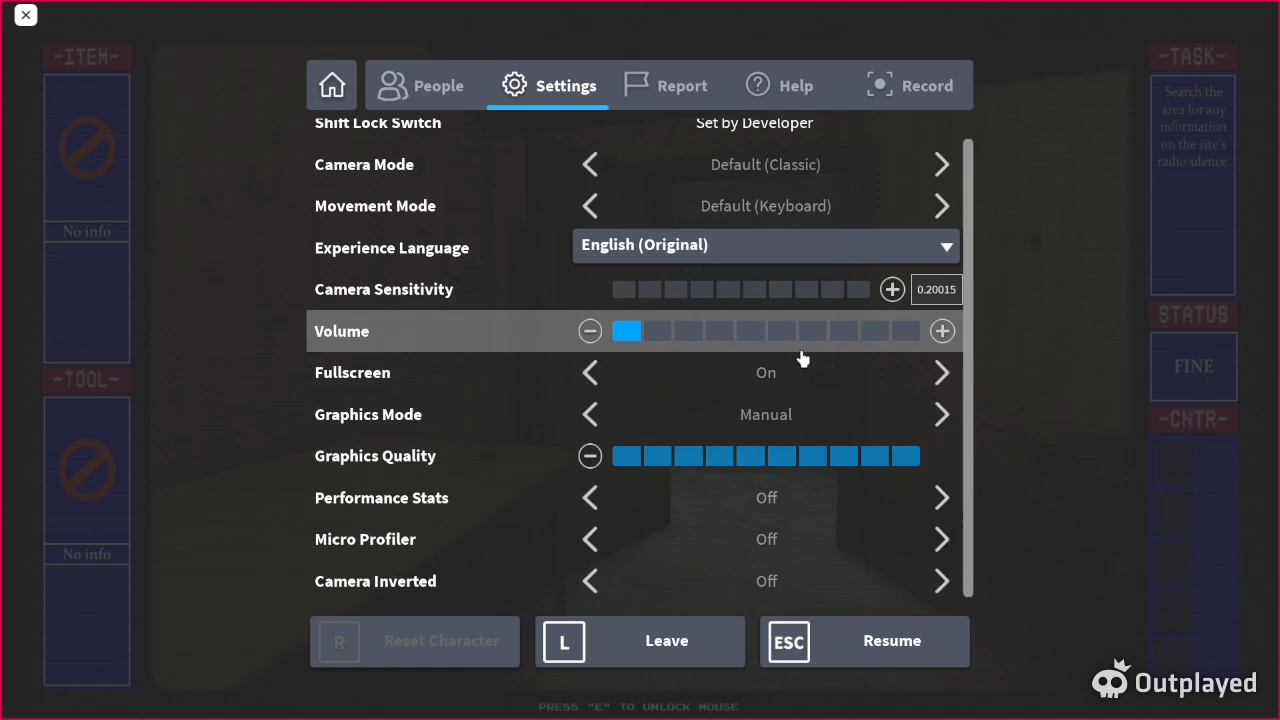 -ITEM-
No info
-TOOL-
No info
People
Settings
Report
Help
Record
Shift Lock Switch Set by Developer
Camera Mode Default (Classic)
Movement Mode Default (Keyboard)
Experience Language English (Original)
Camera Sensitivity 0.20015
Volume
Fullscreen On
Graphics Mode Manual
Graphics Quality
Performance Stats Off
Micro Profiler Off
Camera Inverted Off
R Reset Character
L Leave
ESC Resume
-TASK-
Search the
area for any
information
on the site's
radio silence.
STATUS
FINE
-CNTR-
Outplayed
PRESS "E" TO UNLOCK MOUSE